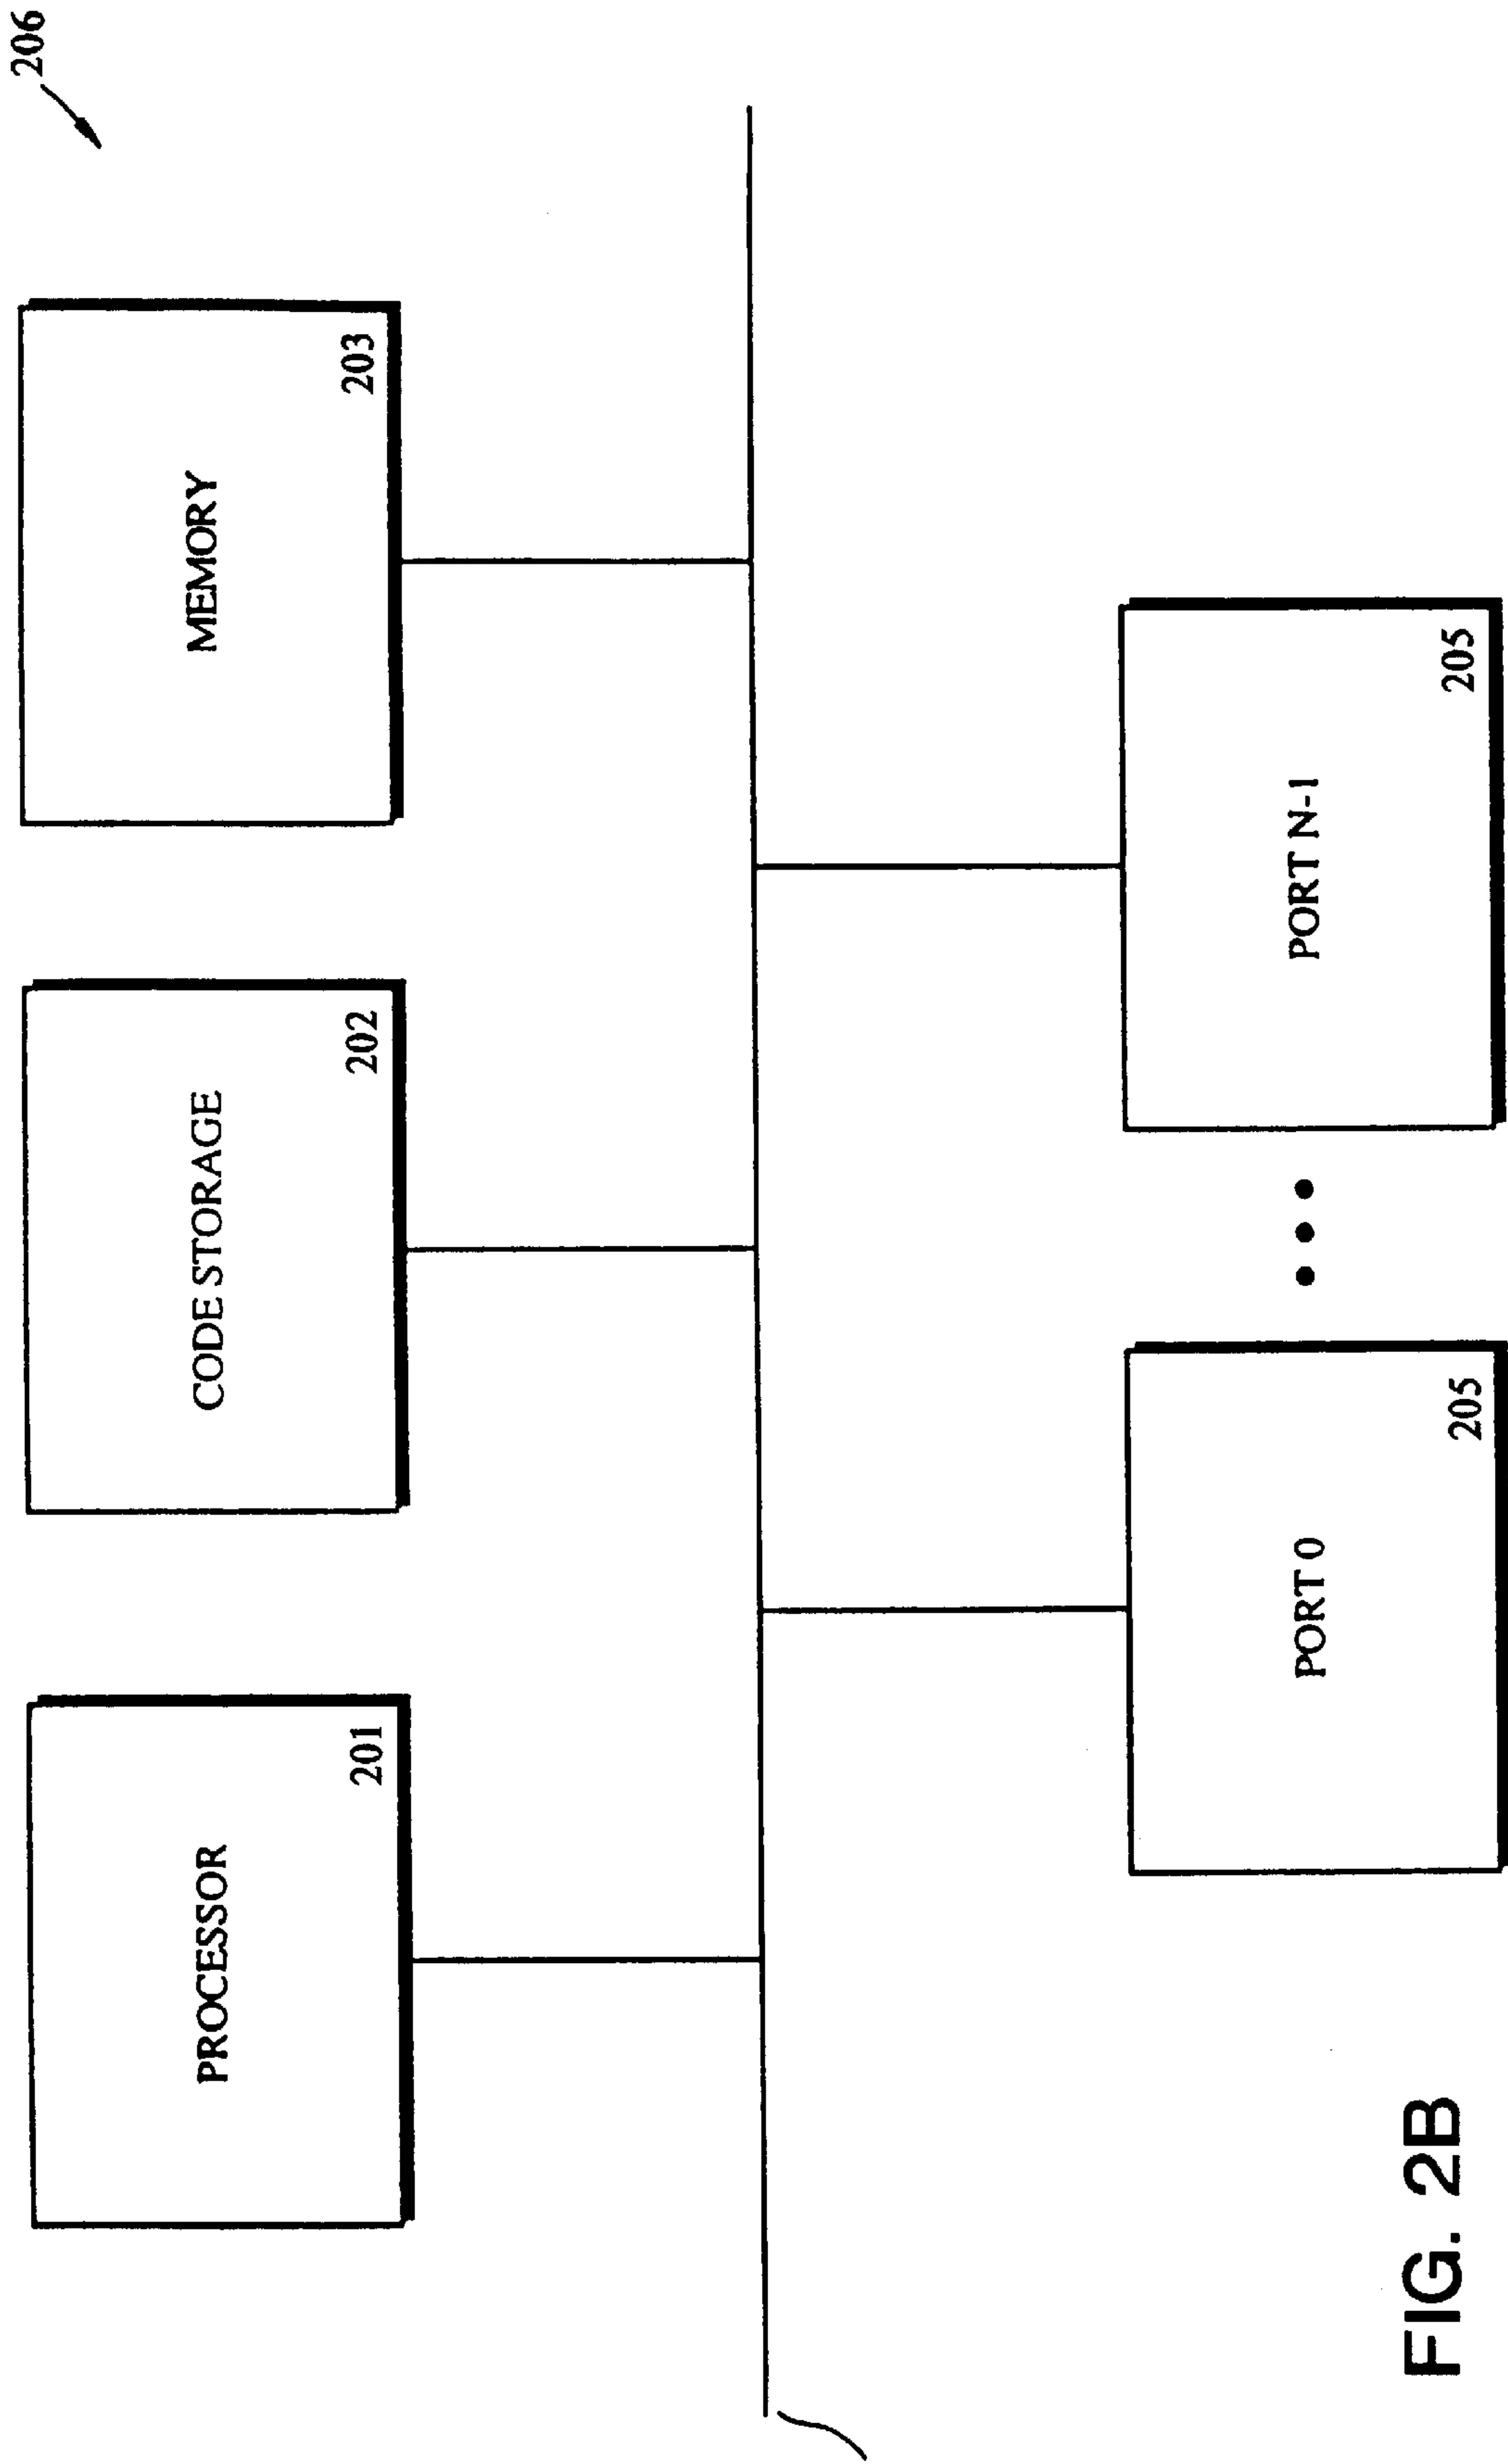 206
PROCESSOR
201
CODE STORAGE
202
MEMORY
203
PORT 0
205
PORT N-1
205
FIG. 2B